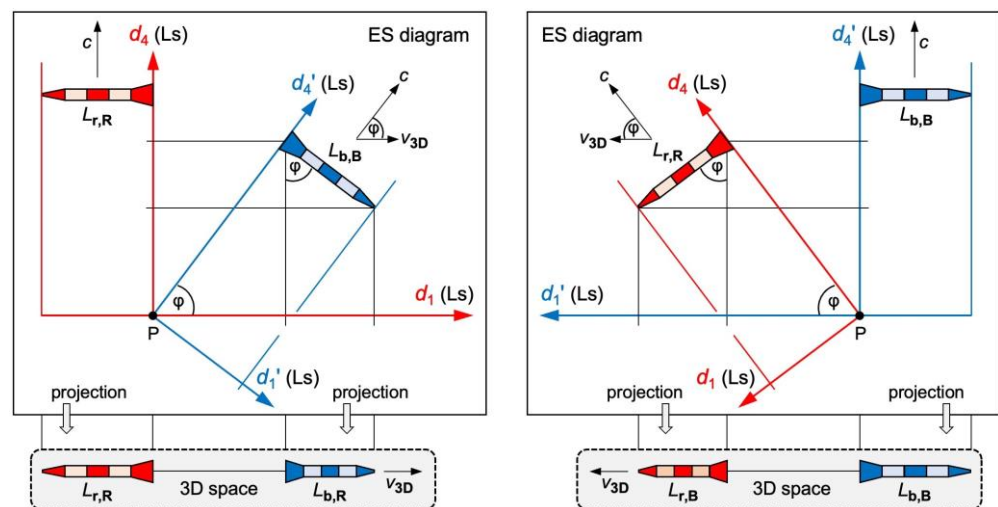 ES diagram
c
d4 (Ls)
Lr,R
d4' (Ls)
c
φ
v3D
Lb,B
φ
φ
d1 (Ls)
P
d1' (Ls)
projection
projection
Lr,R
3D space
Lb,R
v3D
ES diagram
d4' (Ls)
c
c
φ
v3D
d4 (Ls)
Lr,R
φ
Lb,B
d1' (Ls)
φ
P
d1 (Ls)
projection
projection
v3D
Lr,B
3D space
Lb,B